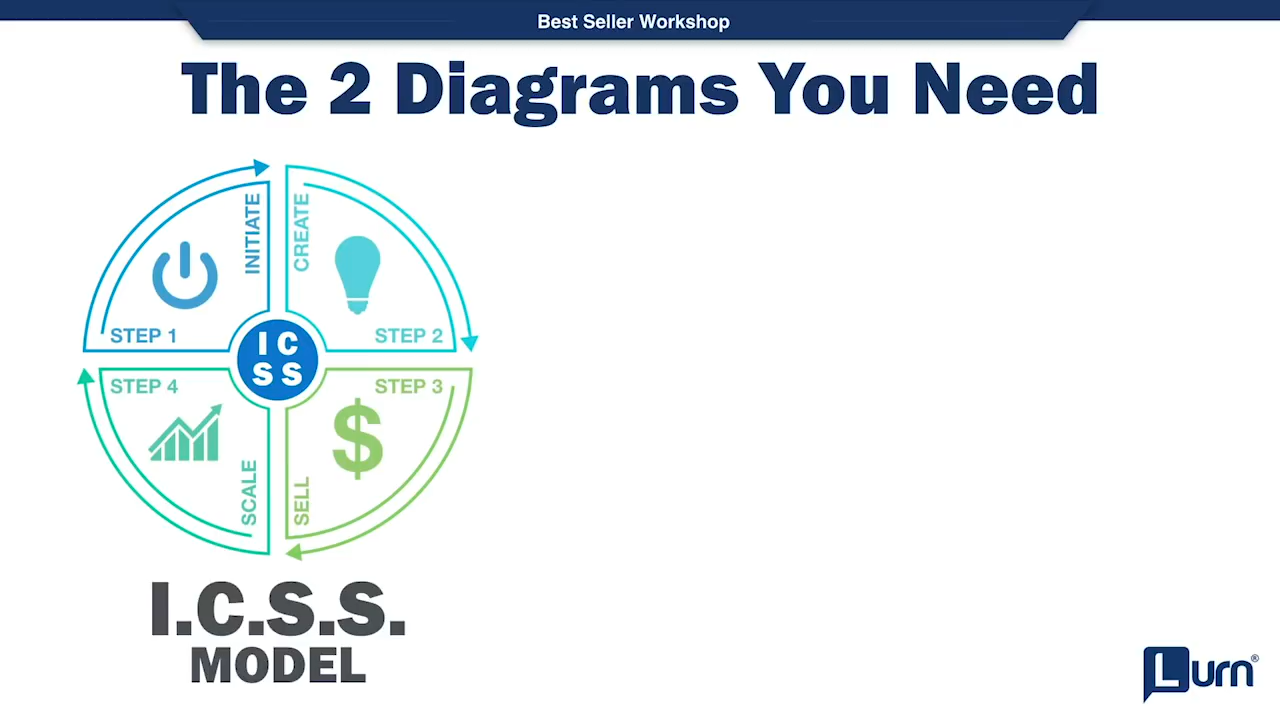 Best Seller Workshop
The 2 Diagrams You Need
INITIATE
CREATE
STEP 1
STEP 2
I C
S S
STEP 4
STEP 3
$
SCALE
SELL
I.C.S.S.
MODEL
Lurn®